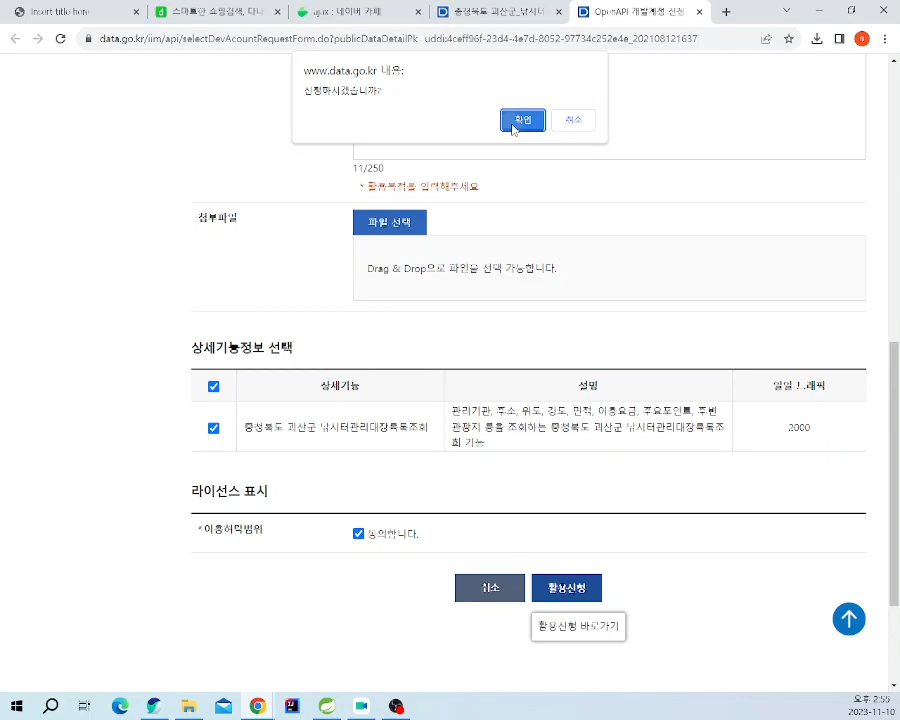 Insert title here
스마트판 쇼핑검색, 다나
ajax : 네이버 카페
충청북도 괴산군_낚시터
OpenAPI 개발계정 신청
data.go.kr/iim/api/selectDevAcountRequestForm.do?publicDataDetailPk=uddi:4ceff96f-23d4-4e7d-8052-97734c252e4e_202108121637
www.data.go.kr 내용:
신청하시겠습니까?
확인
취소
11/250
* 활용목적을 입력해주세요
첨부파일
파일 선택
Drag & Drop으로 파일을 선택 가능합니다.
상세기능정보 선택
상세기능
설명
일일 트래픽
충청북도 괴산군 낚시터관리대장목록조회
관리기관, 주소, 위도, 경도, 면적, 이용요금, 주요포인트, 주변
관광지 등을 조회하는 충청북도 괴산군 낚시터관리대장목록조
회 기능
2000
라이선스 표시
* 이용허락범위
동의합니다.
취소
활용신청
활용신청 바로가기
오후 2:55
2023-11-10